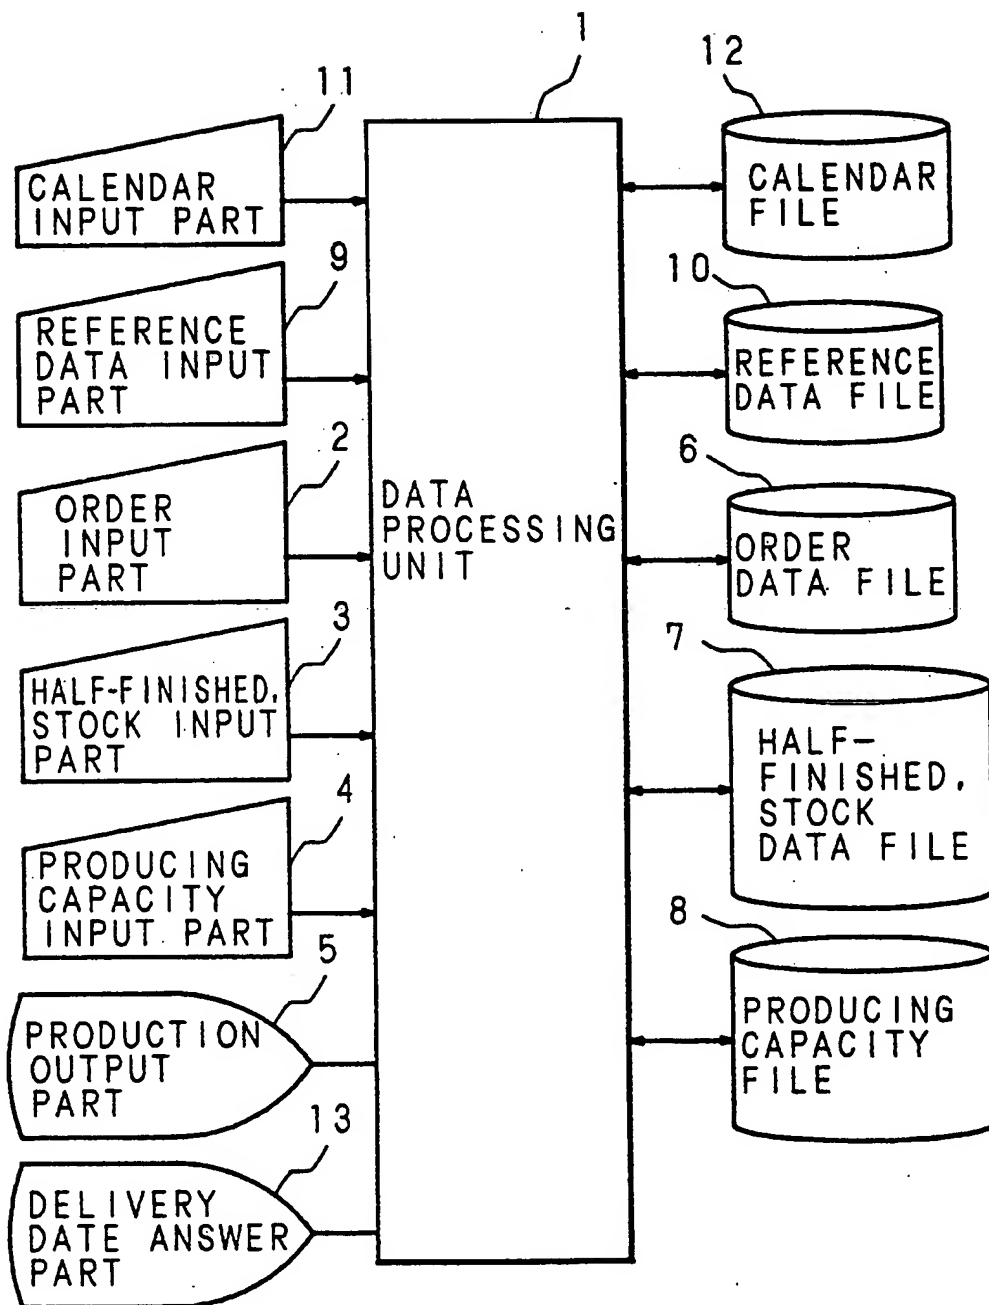 1
11
12
CALENDAR
INPUT PART
CALENDAR
FILE
9
10
REFERENCE
DATA INPUT
PART
REFERENCE
DATA FILE
2
6
ORDER
INPUT
PART
DATA
PROCESSING
UNIT
ORDER
DATA FILE
3
7
HALF-FINISHED.
STOCK INPUT
PART
HALF-
FINISHED.
STOCK
DATA FILE
4
8
PRODUCING
CAPACITY
INPUT PART
PRODUCING
CAPACITY
FILE
5
PRODUCTION
OUTPUT
PART
13
DELIVERY
DATE ANSWER
PART